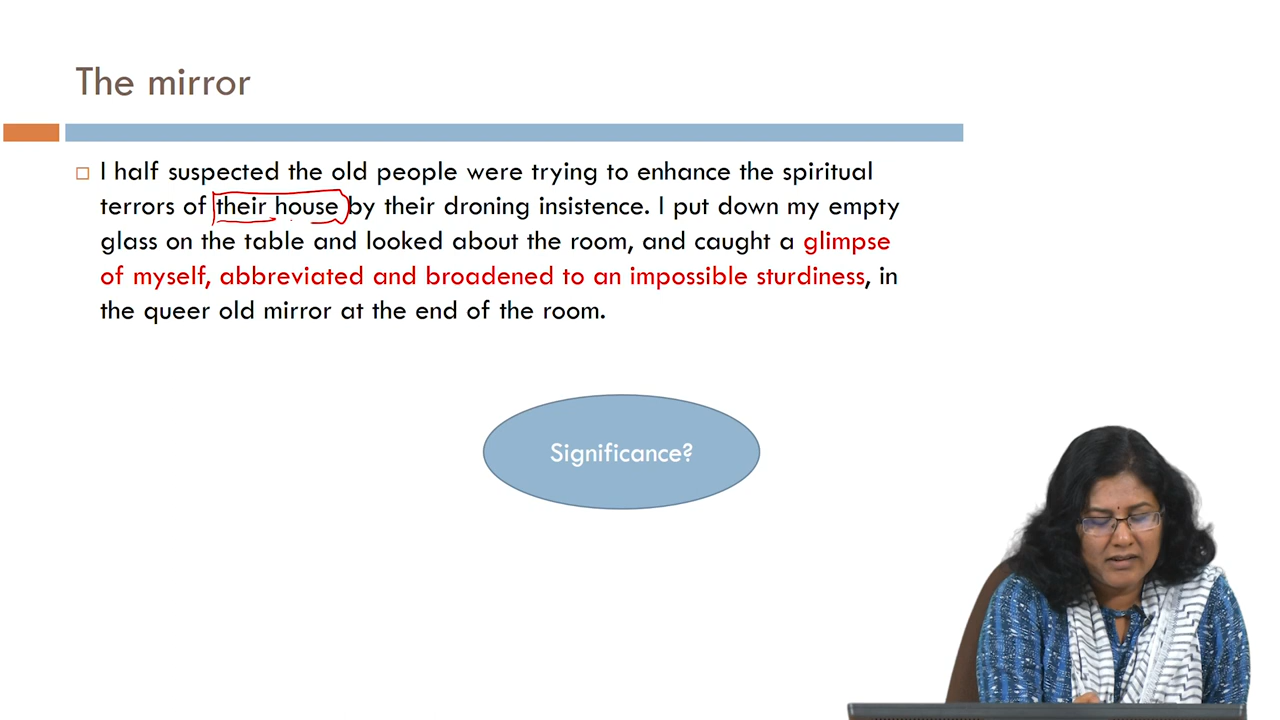 The mirror
I half suspected the old people were trying to enhance the spiritual
terrors of their house by their droning insistence. I put down my empty
glass on the table and looked about the room, and caught a glimpse
of myself, abbreviated and broadened to an impossible sturdiness, in
the queer old mirror at the end of the room.
Significance?